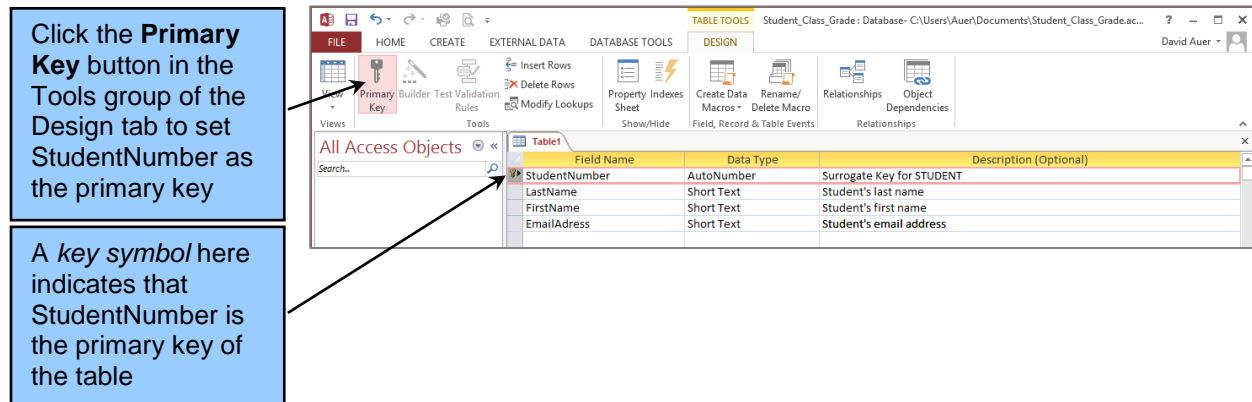 Click the Primary
Key button in the
Tools group of the
Design tab to set
StudentNumber as
the primary key
A key symbol here
indicates that
StudentNumber is
the primary key of
the table
TABLE TOOLS Student_Class_Grade : Database- C:\Users\Auer\Documents\Student_Class_Grade.ac... ?
FILE HOME CREATE EXTERNAL DATA DATABASE TOOLS DESIGN David Auer
View
Primary
Key
Builder
Test Validation
Rules
Insert Rows
Delete Rows
Modify Lookups
Property
Sheet
Indexes
Create Data
Macros
Rename/
Delete Macro
Relationships
Object
Dependencies
Views Tools Show/Hide Field, Record & Table Events Relationships
All Access Objects
Search...
Table1
Field Name Data Type Description (Optional)
StudentNumber AutoNumber Surrogate Key for STUDENT
LastName Short Text Student's last name
FirstName Short Text Student's first name
EmailAdress Short Text Student's email address